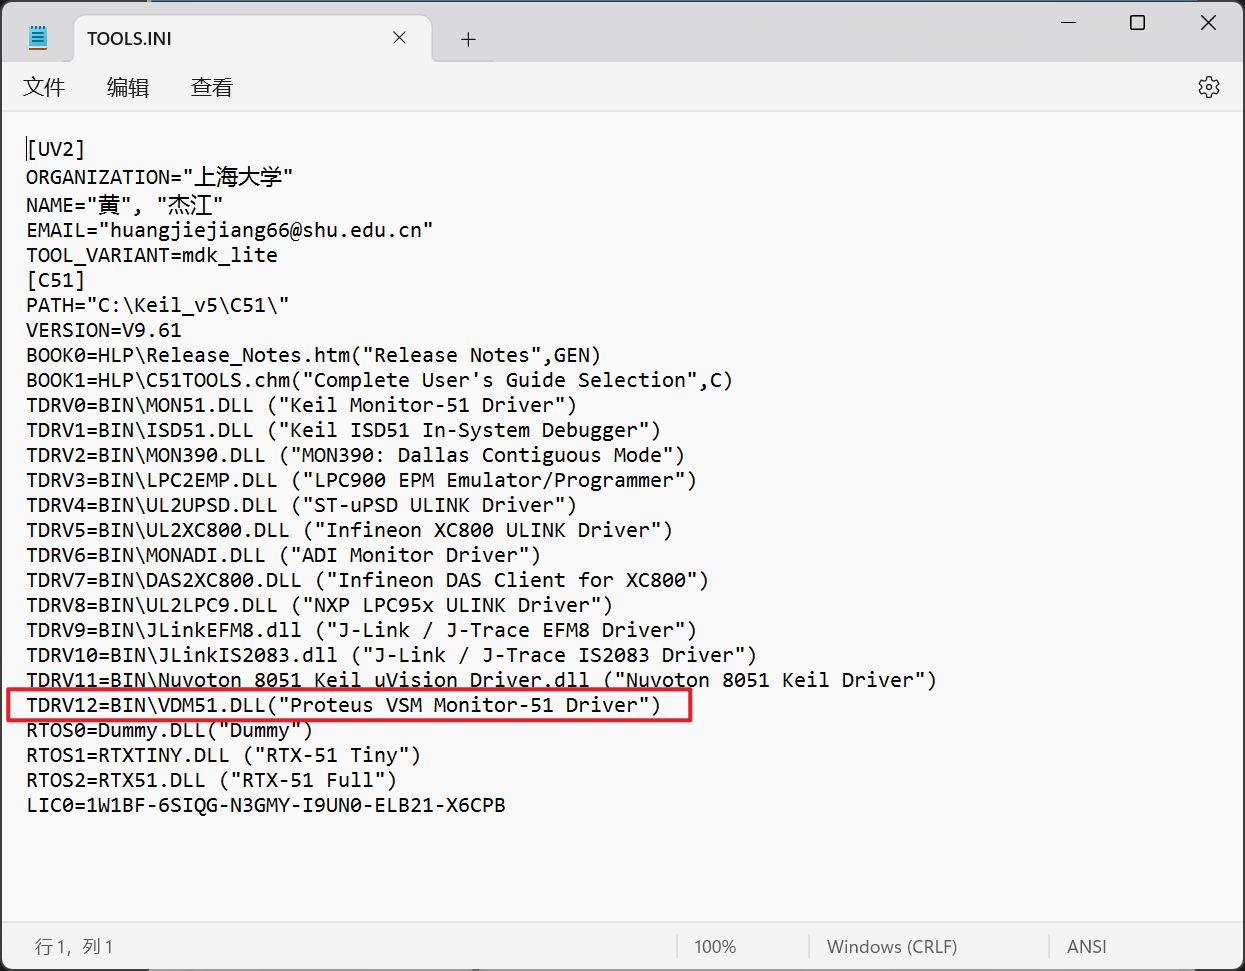 TOOLS.INI
文件 编辑 查看
[UV2]
ORGANIZATION="上海大学"
NAME="黄", "杰江"
EMAIL="huangjiejiang66@shu.edu.cn"
TOOL_VARIANT=mdk_lite
[C51]
PATH="C:\Keil_v5\C51\"
VERSION=V9.61
BOOK0=HLP\Release_Notes.htm("Release Notes",GEN)
BOOK1=HLP\C51TOOLS.chm("Complete User's Guide Selection",C)
TDRV0=BIN\MON51.DLL ("Keil Monitor-51 Driver")
TDRV1=BIN\ISD51.DLL ("Keil ISD51 In-System Debugger")
TDRV2=BIN\MON390.DLL ("MON390: Dallas Contiguous Mode")
TDRV3=BIN\LPC2EMP.DLL ("LPC900 EPM Emulator/Programmer")
TDRV4=BIN\UL2UPSD.DLL ("ST-uPSD ULINK Driver")
TDRV5=BIN\UL2XC800.DLL ("Infineon XC800 ULINK Driver")
TDRV6=BIN\MONADI.DLL ("ADI Monitor Driver")
TDRV7=BIN\DAS2XC800.DLL ("Infineon DAS Client for XC800")
TDRV8=BIN\UL2LPC9.DLL ("NXP LPC95x ULINK Driver")
TDRV9=BIN\JLinkEFM8.dll ("J-Link / J-Trace EFM8 Driver")
TDRV10=BIN\JLinkIS2083.dll ("J-Link / J-Trace IS2083 Driver")
TDRV11=BIN\Nuvoton_8051_Keil_uVision_Driver.dll ("Nuvoton 8051 Keil Driver")
TDRV12=BIN\VDM51.DLL("Proteus VSM Monitor-51 Driver")
RTOS0=Dummy.DLL("Dummy")
RTOS1=RTXTINY.DLL ("RTX-51 Tiny")
RTOS2=RTX51.DLL ("RTX-51 Full")
LIC0=1W1BF-6SIQG-N3GMY-I9UN0-ELB21-X6CPB
行 1，列 1 100% Windows (CRLF) ANSI